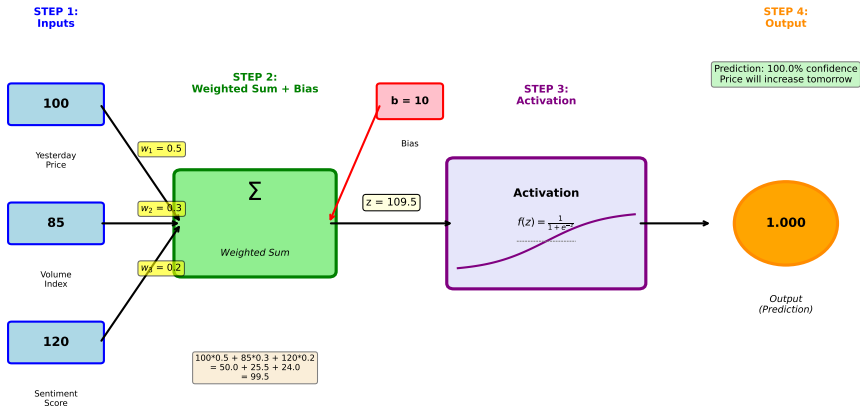 STEP 1:
Inputs
100
Yesterday
Price
85
Volume
Index
120
Sentiment
Score
w₁ = 0.5
w₂ = 0.3
w₃ = 0.2
STEP 2:
Weighted Sum + Bias
Σ
Weighted Sum
100*0.5 + 85*0.3 + 120*0.2
= 50.0 + 25.5 + 24.0
= 99.5
b = 10
Bias
z = 109.5
STEP 3:
Activation
Activation
f(z) = 1/(1 + e⁻ᶻ)
STEP 4:
Output
Prediction: 100.0% confidence
Price will increase tomorrow
1.000
Output
(Prediction)